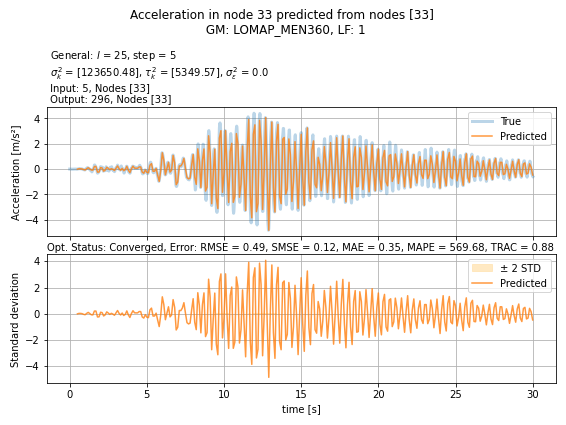 Acceleration in node 33 predicted from nodes [33]
GM: LOMAP_MEN360, LF: 1
General: l = 25, step = 5
σ²ₖ = [123650.48], τ²ₖ = [5349.57], σ²ε = 0.0
Input: 5, Nodes [33]
Output: 296, Nodes [33]
Acceleration [m/s²]
4
2
0
−2
−4
True
Predicted
Opt. Status: Converged, Error: RMSE = 0.49, SMSE = 0.12, MAE = 0.35, MAPE = 569.68, TRAC = 0.88
Standard deviation
4
2
0
−2
−4
± 2 STD
Predicted
0 5 10 15 20 25 30
time [s]